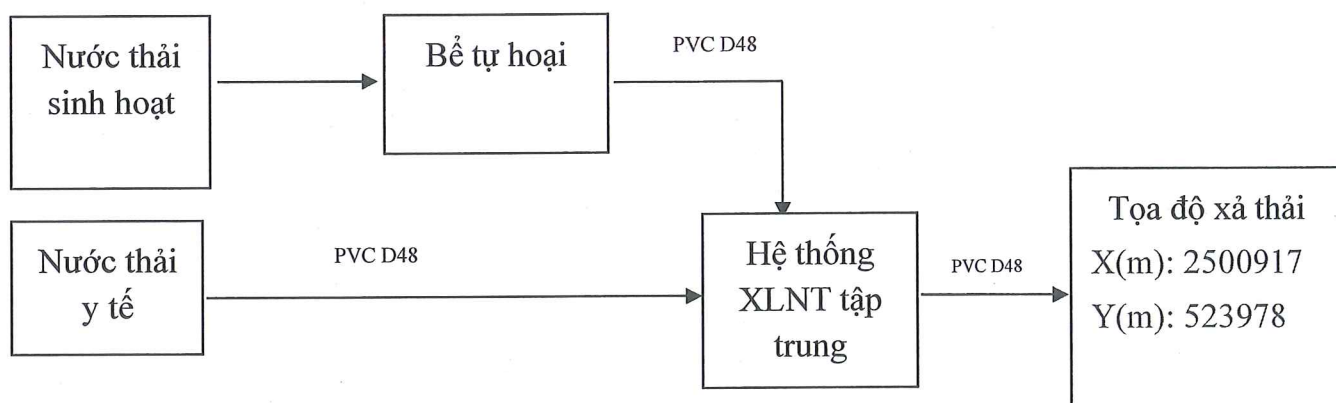 Nước thải
sinh hoạt
Bể tự hoại
PVC D48
Nước thải
y tế
PVC D48
Hệ thống
XLNT tập
trung
PVC D48
Tọa độ xả thải
X(m): 2500917
Y(m): 523978